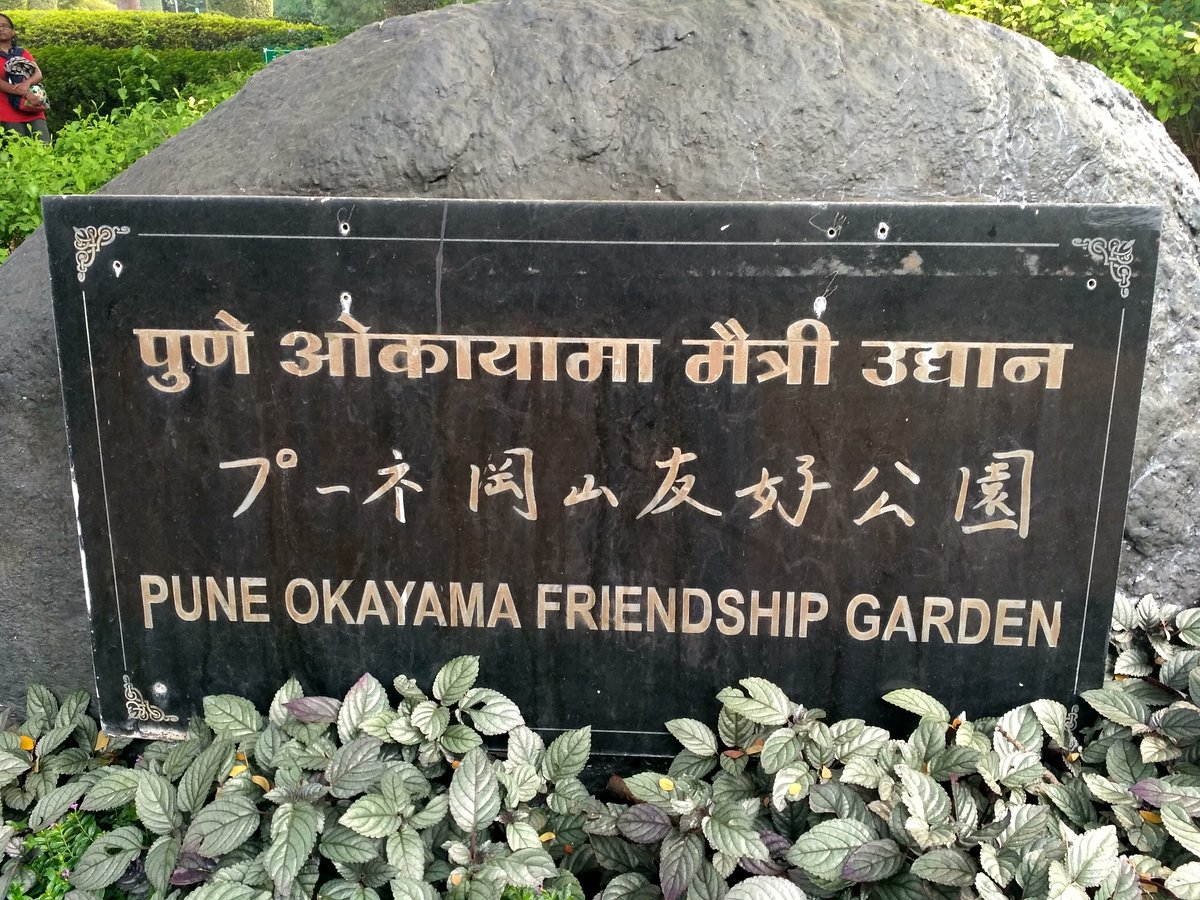 पुणे ओकायामा मैत्री उद्यान
プーネ 岡山友好公園
PUNE OKAYAMA FRIENDSHIP GARDEN